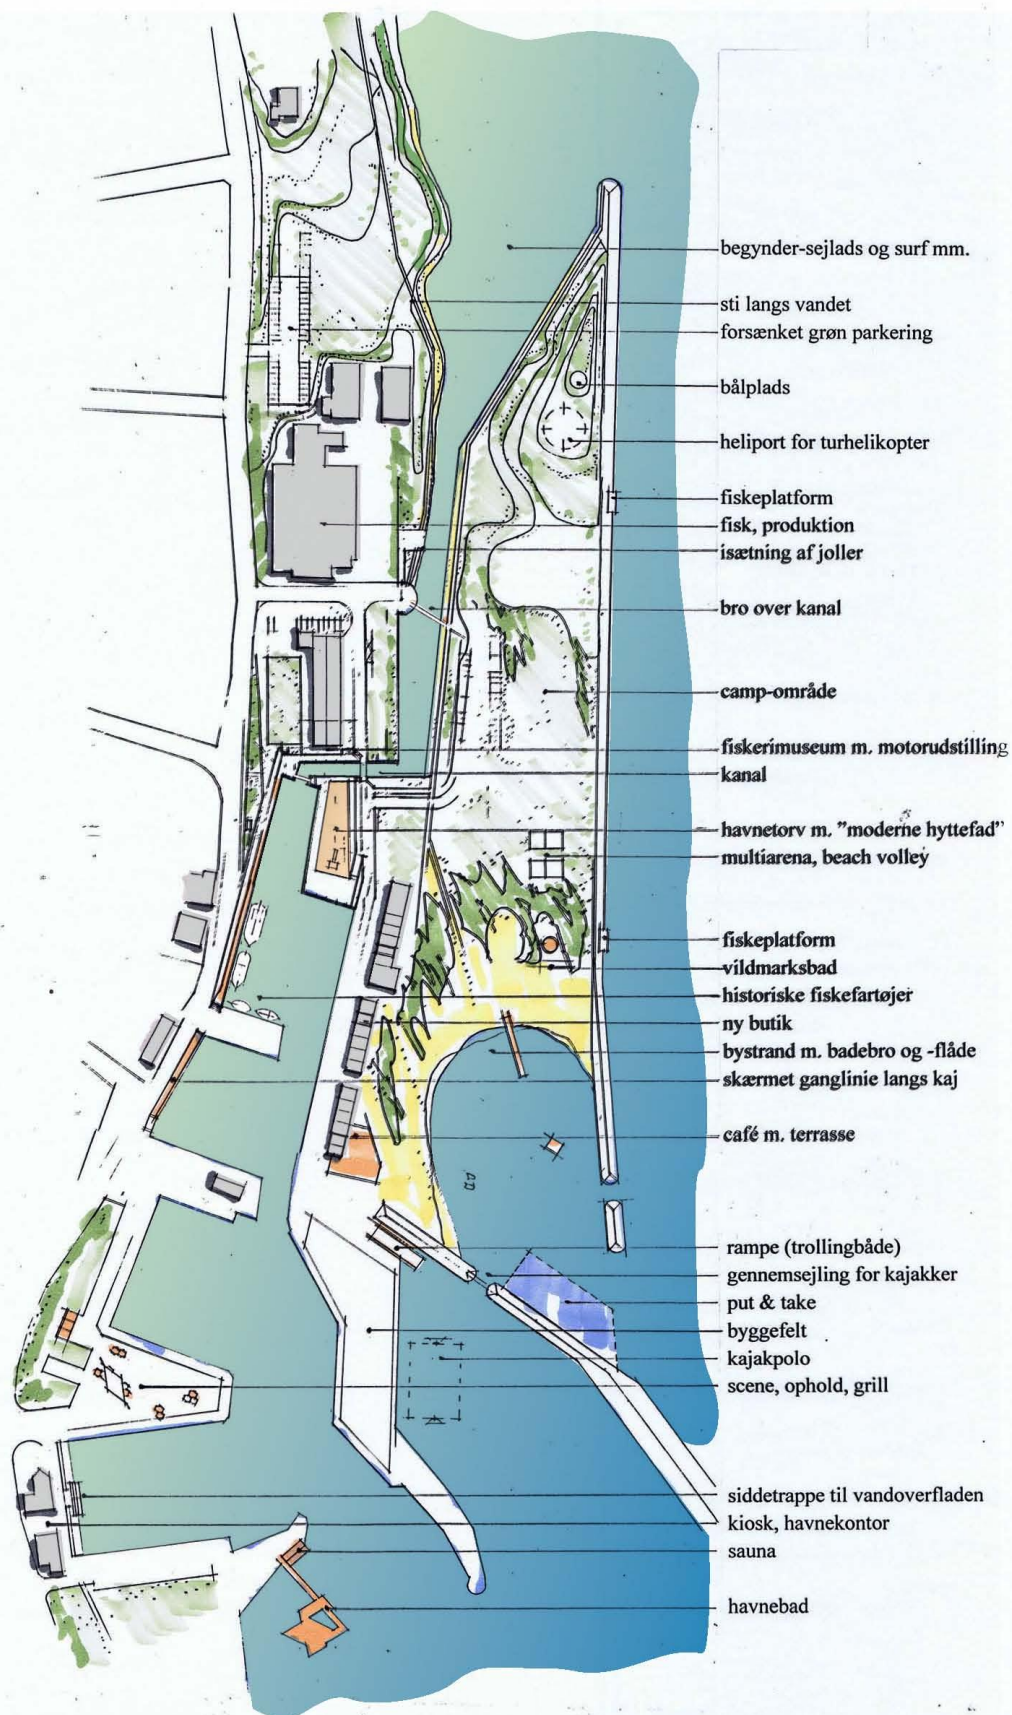 begynder-sejlads og surf mm.
sti langs vandet
forsænket grøn parkering
bålplads
heliport for turhelikopter
fiskeplatform
fisk, produktion
isætning af joller
bro over kanal
camp-område
fiskerimuseum m. motorudstilling
kanal
havnetorv m. "moderne hyttefad"
multiarena, beach volley
fiskeplatform
vildmarksbad
historiske fiskefartøjer
ny butik
bystrand m. badebro og -flåde
skærmet ganglinie langs kaj
café m. terrasse
rampe (trollingbåde)
gennemsejling for kajakker
put & take
byggefelt
kajakpolo
scene, ophold, grill
siddetrappe til vandoverfladen
kiosk, havnekontor
sauna
havnebad